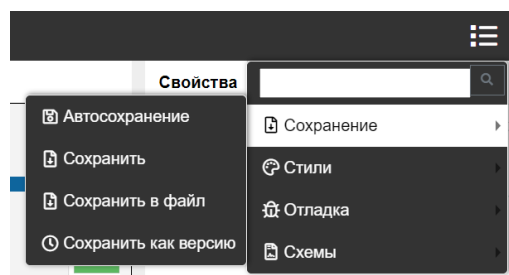 Свойства
Сохранение
Стили
Отладка
Схемы
Автосохранение
Сохранить
Сохранить в файл
Сохранить как версию